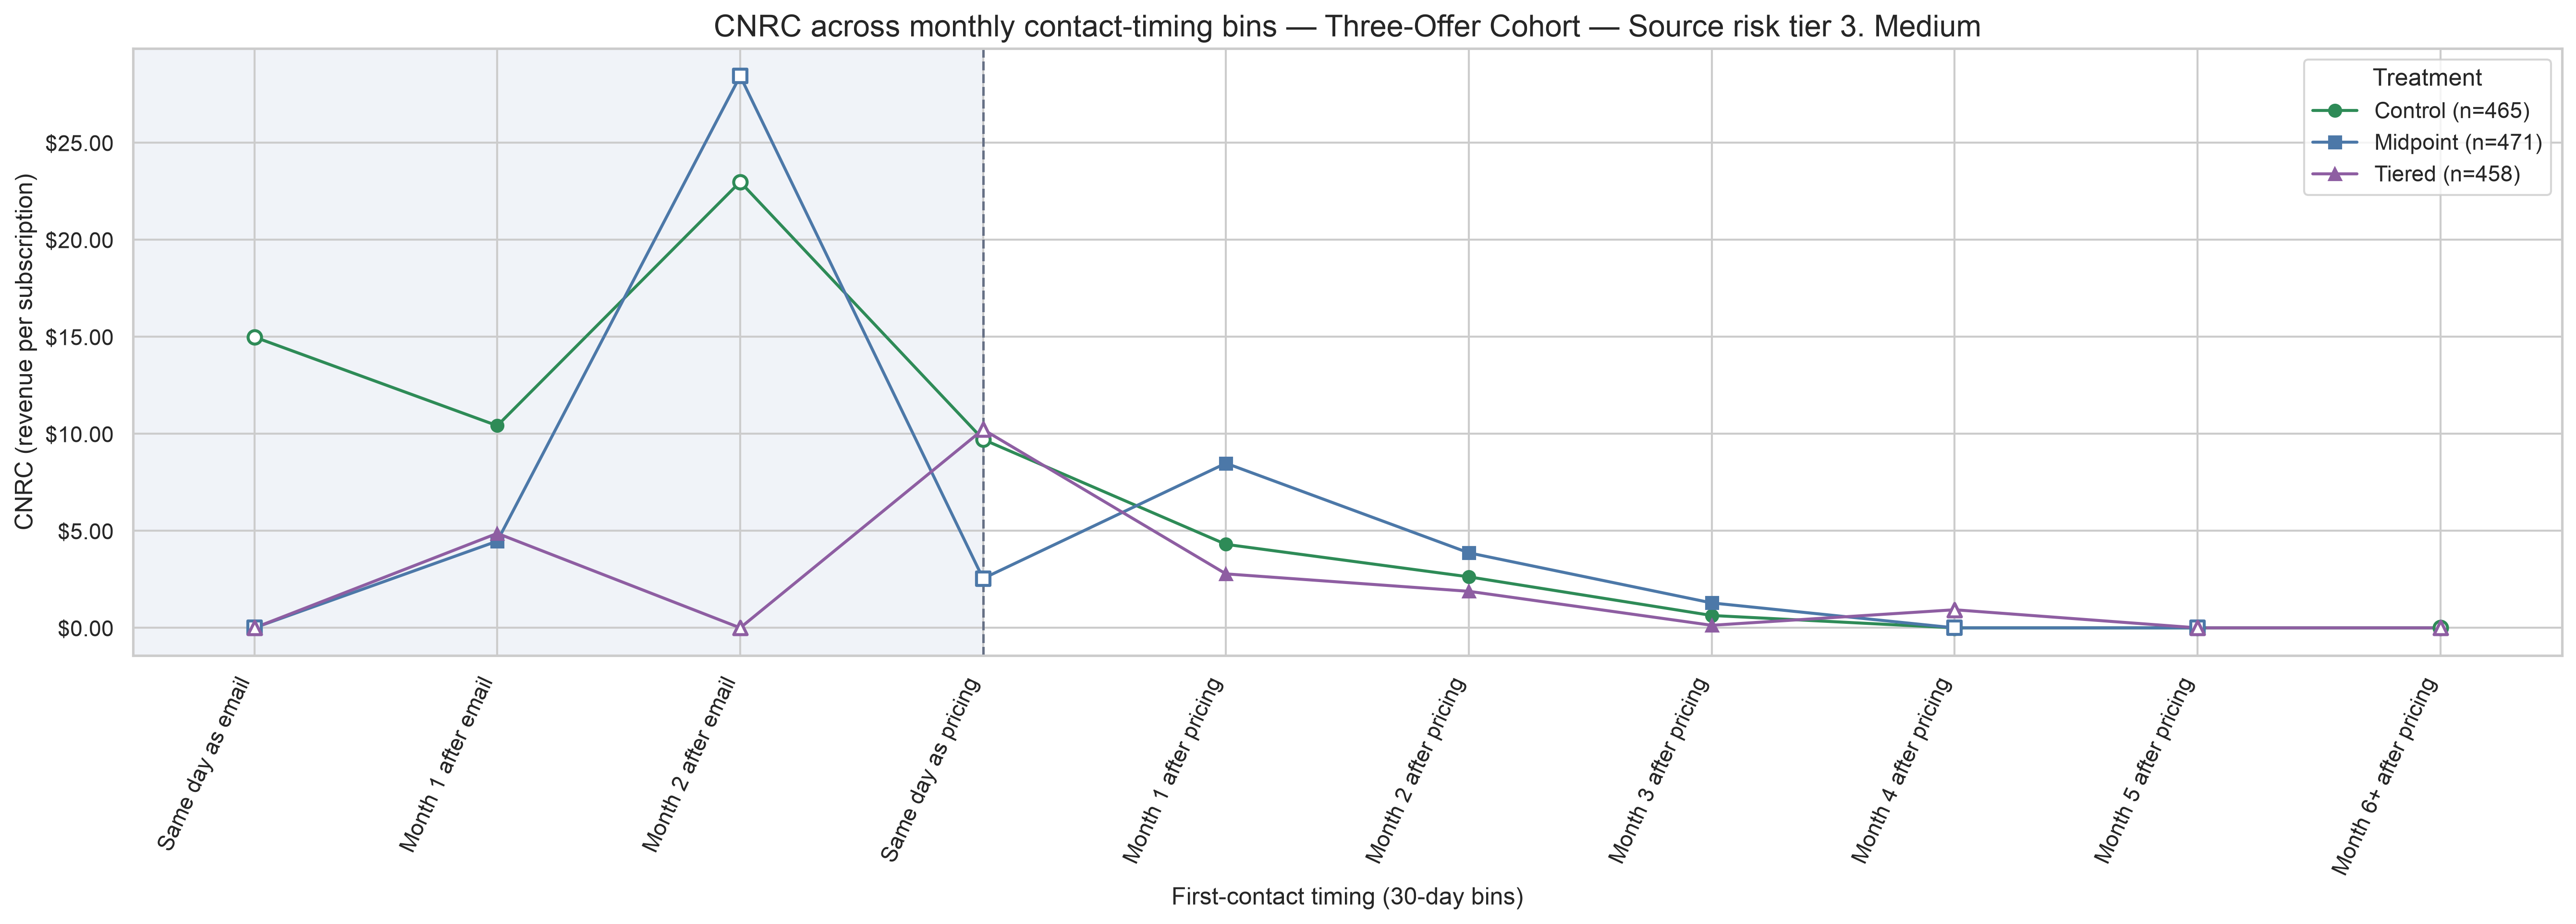 CNRC across monthly contact-timing bins — Three-Offer Cohort — Source risk tier 3. Medium
Treatment
Control (n=465)
Midpoint (n=471)
Tiered (n=458)
CNRC (revenue per subscription)
$25.00
$20.00
$15.00
$10.00
$5.00
$0.00
Same day as email
Month 1 after email
Month 2 after email
Same day as pricing
Month 1 after pricing
Month 2 after pricing
Month 3 after pricing
Month 4 after pricing
Month 5 after pricing
Month 6+ after pricing
First-contact timing (30-day bins)